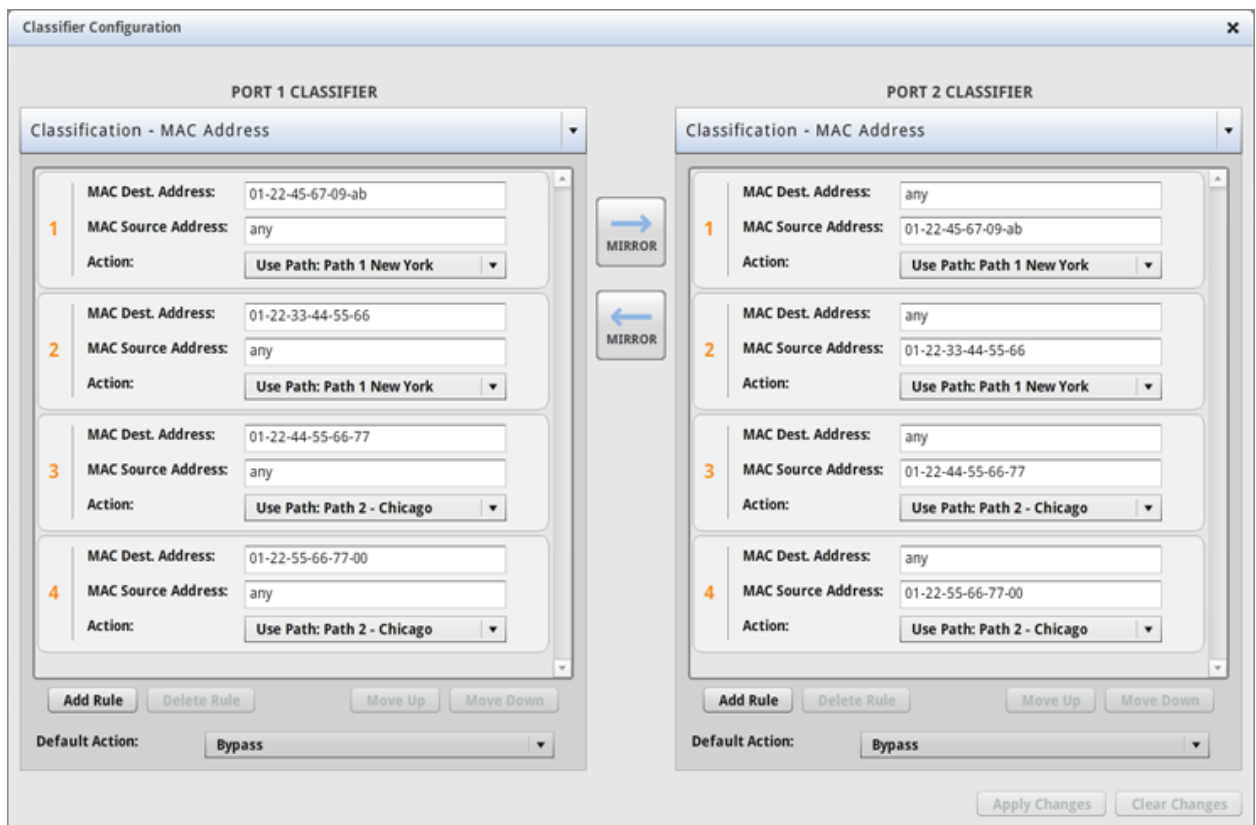 Classifier Configuration
PORT 1 CLASSIFIER
Classification - MAC Address
1
MAC Dest. Address: 01-22-45-67-09-ab
MAC Source Address: any
Action: Use Path: Path 1 New York
2
MAC Dest. Address: 01-22-33-44-55-66
MAC Source Address: any
Action: Use Path: Path 1 New York
3
MAC Dest. Address: 01-22-44-55-66-77
MAC Source Address: any
Action: Use Path: Path 2 - Chicago
4
MAC Dest. Address: 01-22-55-66-77-00
MAC Source Address: any
Action: Use Path: Path 2 - Chicago
Add Rule Delete Rule Move Up Move Down
Default Action: Bypass
MIRROR
MIRROR
PORT 2 CLASSIFIER
Classification - MAC Address
1
MAC Dest. Address: any
MAC Source Address: 01-22-45-67-09-ab
Action: Use Path: Path 1 New York
2
MAC Dest. Address: any
MAC Source Address: 01-22-33-44-55-66
Action: Use Path: Path 1 New York
3
MAC Dest. Address: any
MAC Source Address: 01-22-44-55-66-77
Action: Use Path: Path 2 - Chicago
4
MAC Dest. Address: any
MAC Source Address: 01-22-55-66-77-00
Action: Use Path: Path 2 - Chicago
Add Rule Delete Rule Move Up Move Down
Default Action: Bypass
Apply Changes Clear Changes